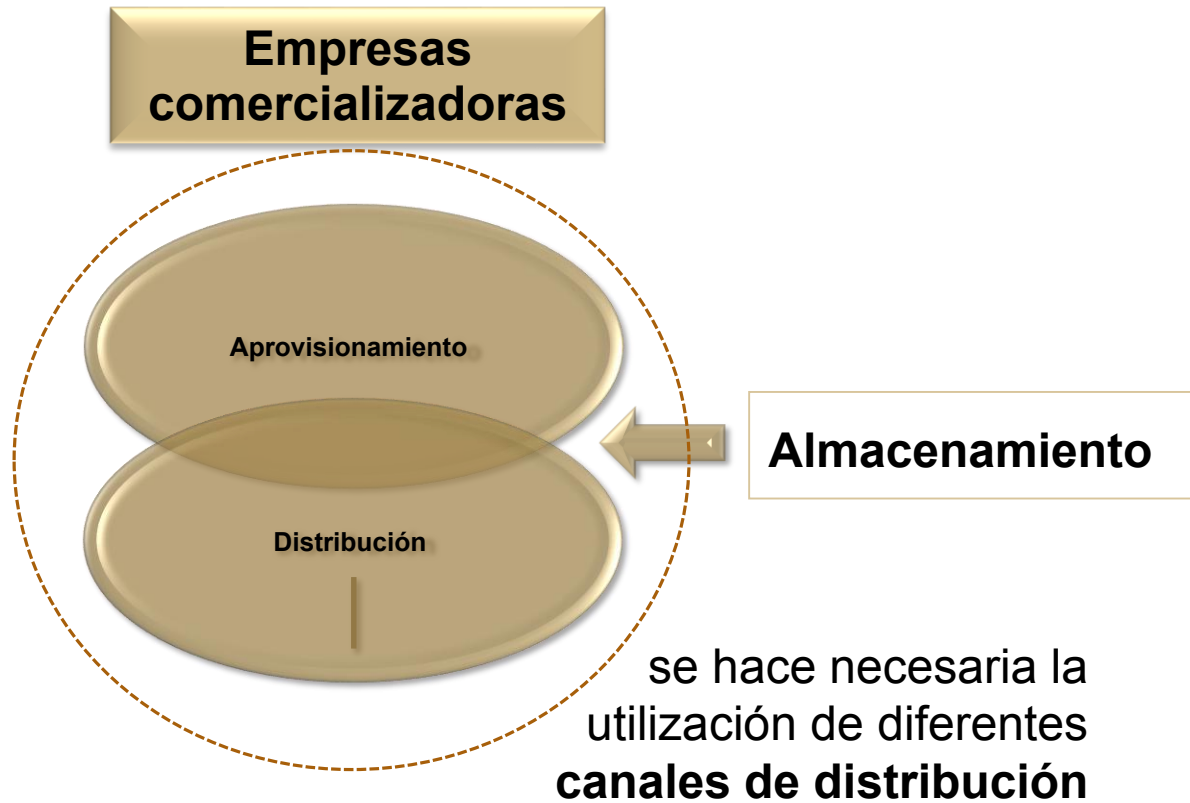 Empresas
comercializadoras
Aprovisionamiento
Almacenamiento
Distribución
se hace necesaria la
utilización de diferentes
canales de distribución